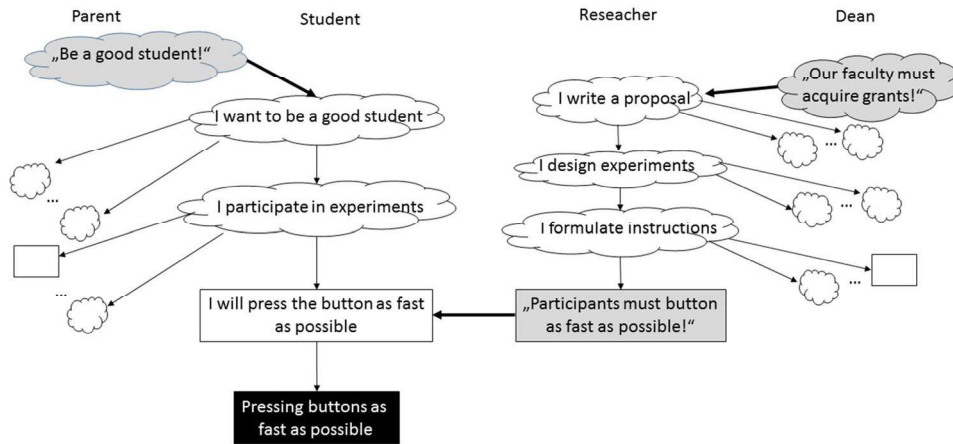 Parent
Student
Reseacher
Dean
„Be a good student!“
„Our faculty must
acquire grants!“
I write a proposal
I want to be a good student
...
I design experiments
...
I participate in experiments
...
I formulate instructions
...
...
I will press the button as fast
as possible
„Participants must button
as fast as possible!“
Pressing buttons as
fast as possible